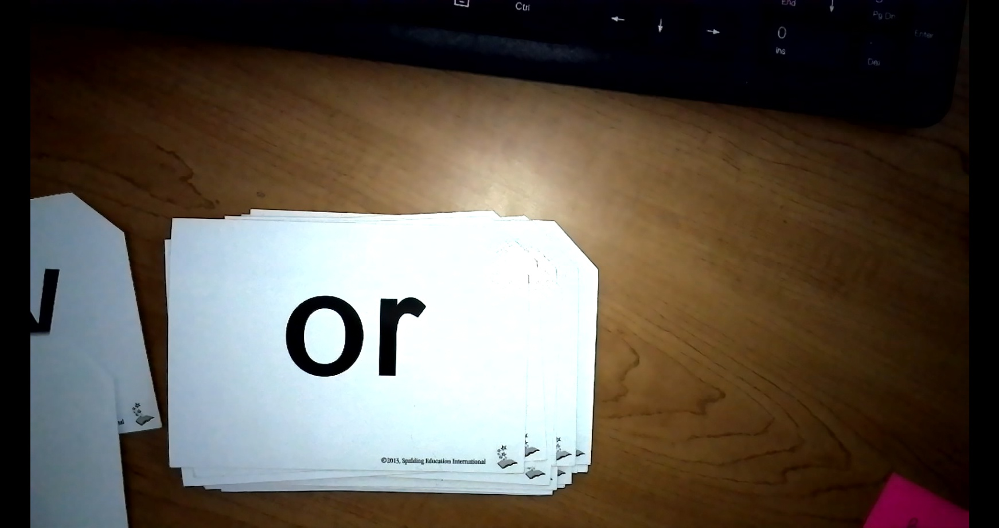 Ctrl
End
Pg Dn
0
Ins
Enter
Del
or
©2013, Spalding Education International